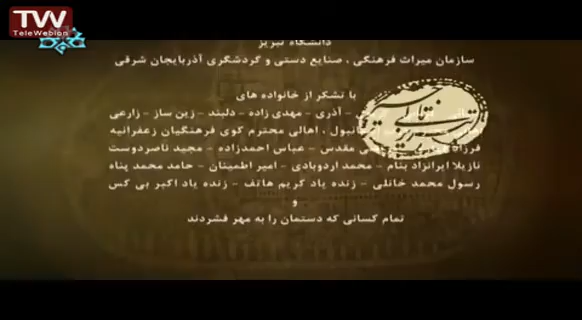 TVW
TeleWebion
دانشگاه تبریز
سازمان میراث فرهنگی ، صنایع دستی و گردشگری آذربایجان شرقی
با تشکر از خانواده های
آذری - مهدی زاده - دلبند - زین ساز - زارعی
اهالی محترم کوی فرهنگیان زعفرانیه
مقدس - عباس احمدزاده - مجید ناصردوست
نازیلا ایرانزاد بنام - محمد اردوبادی - امیر اطمینان - حامد محمد پناه
رسول محمد خانلی - زنده یاد کریم هاتف - زنده یاد اکبر بی کس
و
تمام کسانی که دستمان را به مهر فشردند